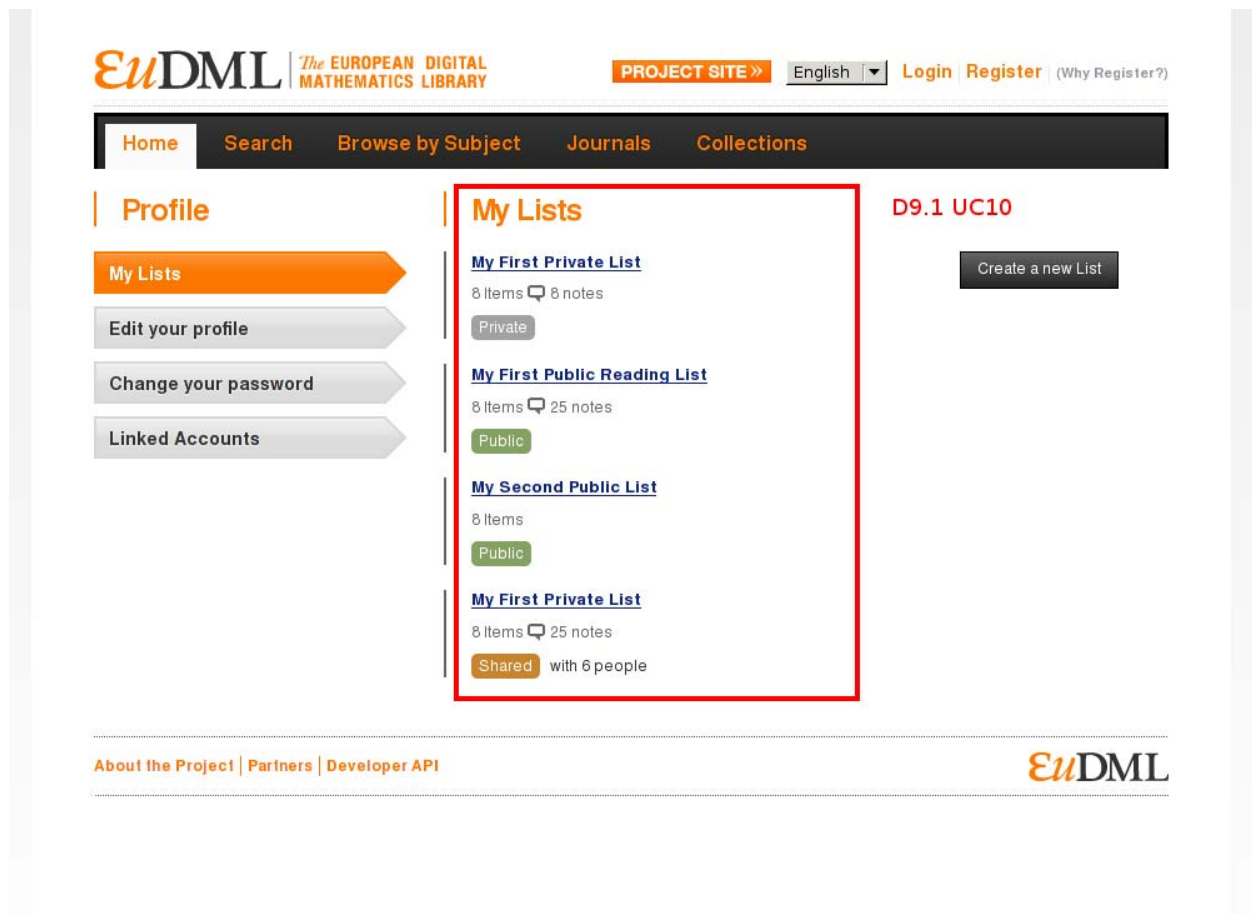 EuDML The EUROPEAN DIGITAL
MATHEMATICS LIBRARY
PROJECT SITE » English Login Register (Why Register?)
Home Search Browse by Subject Journals Collections
Profile
My Lists
Edit your profile
Change your password
Linked Accounts
My Lists
My First Private List
8 Items 8 notes
Private
My First Public Reading List
8 Items 25 notes
Public
My Second Public List
8 Items
Public
My First Private List
8 Items 25 notes
Shared with 6 people
D9.1 UC10
Create a new List
About the Project | Partners | Developer API
EuDML